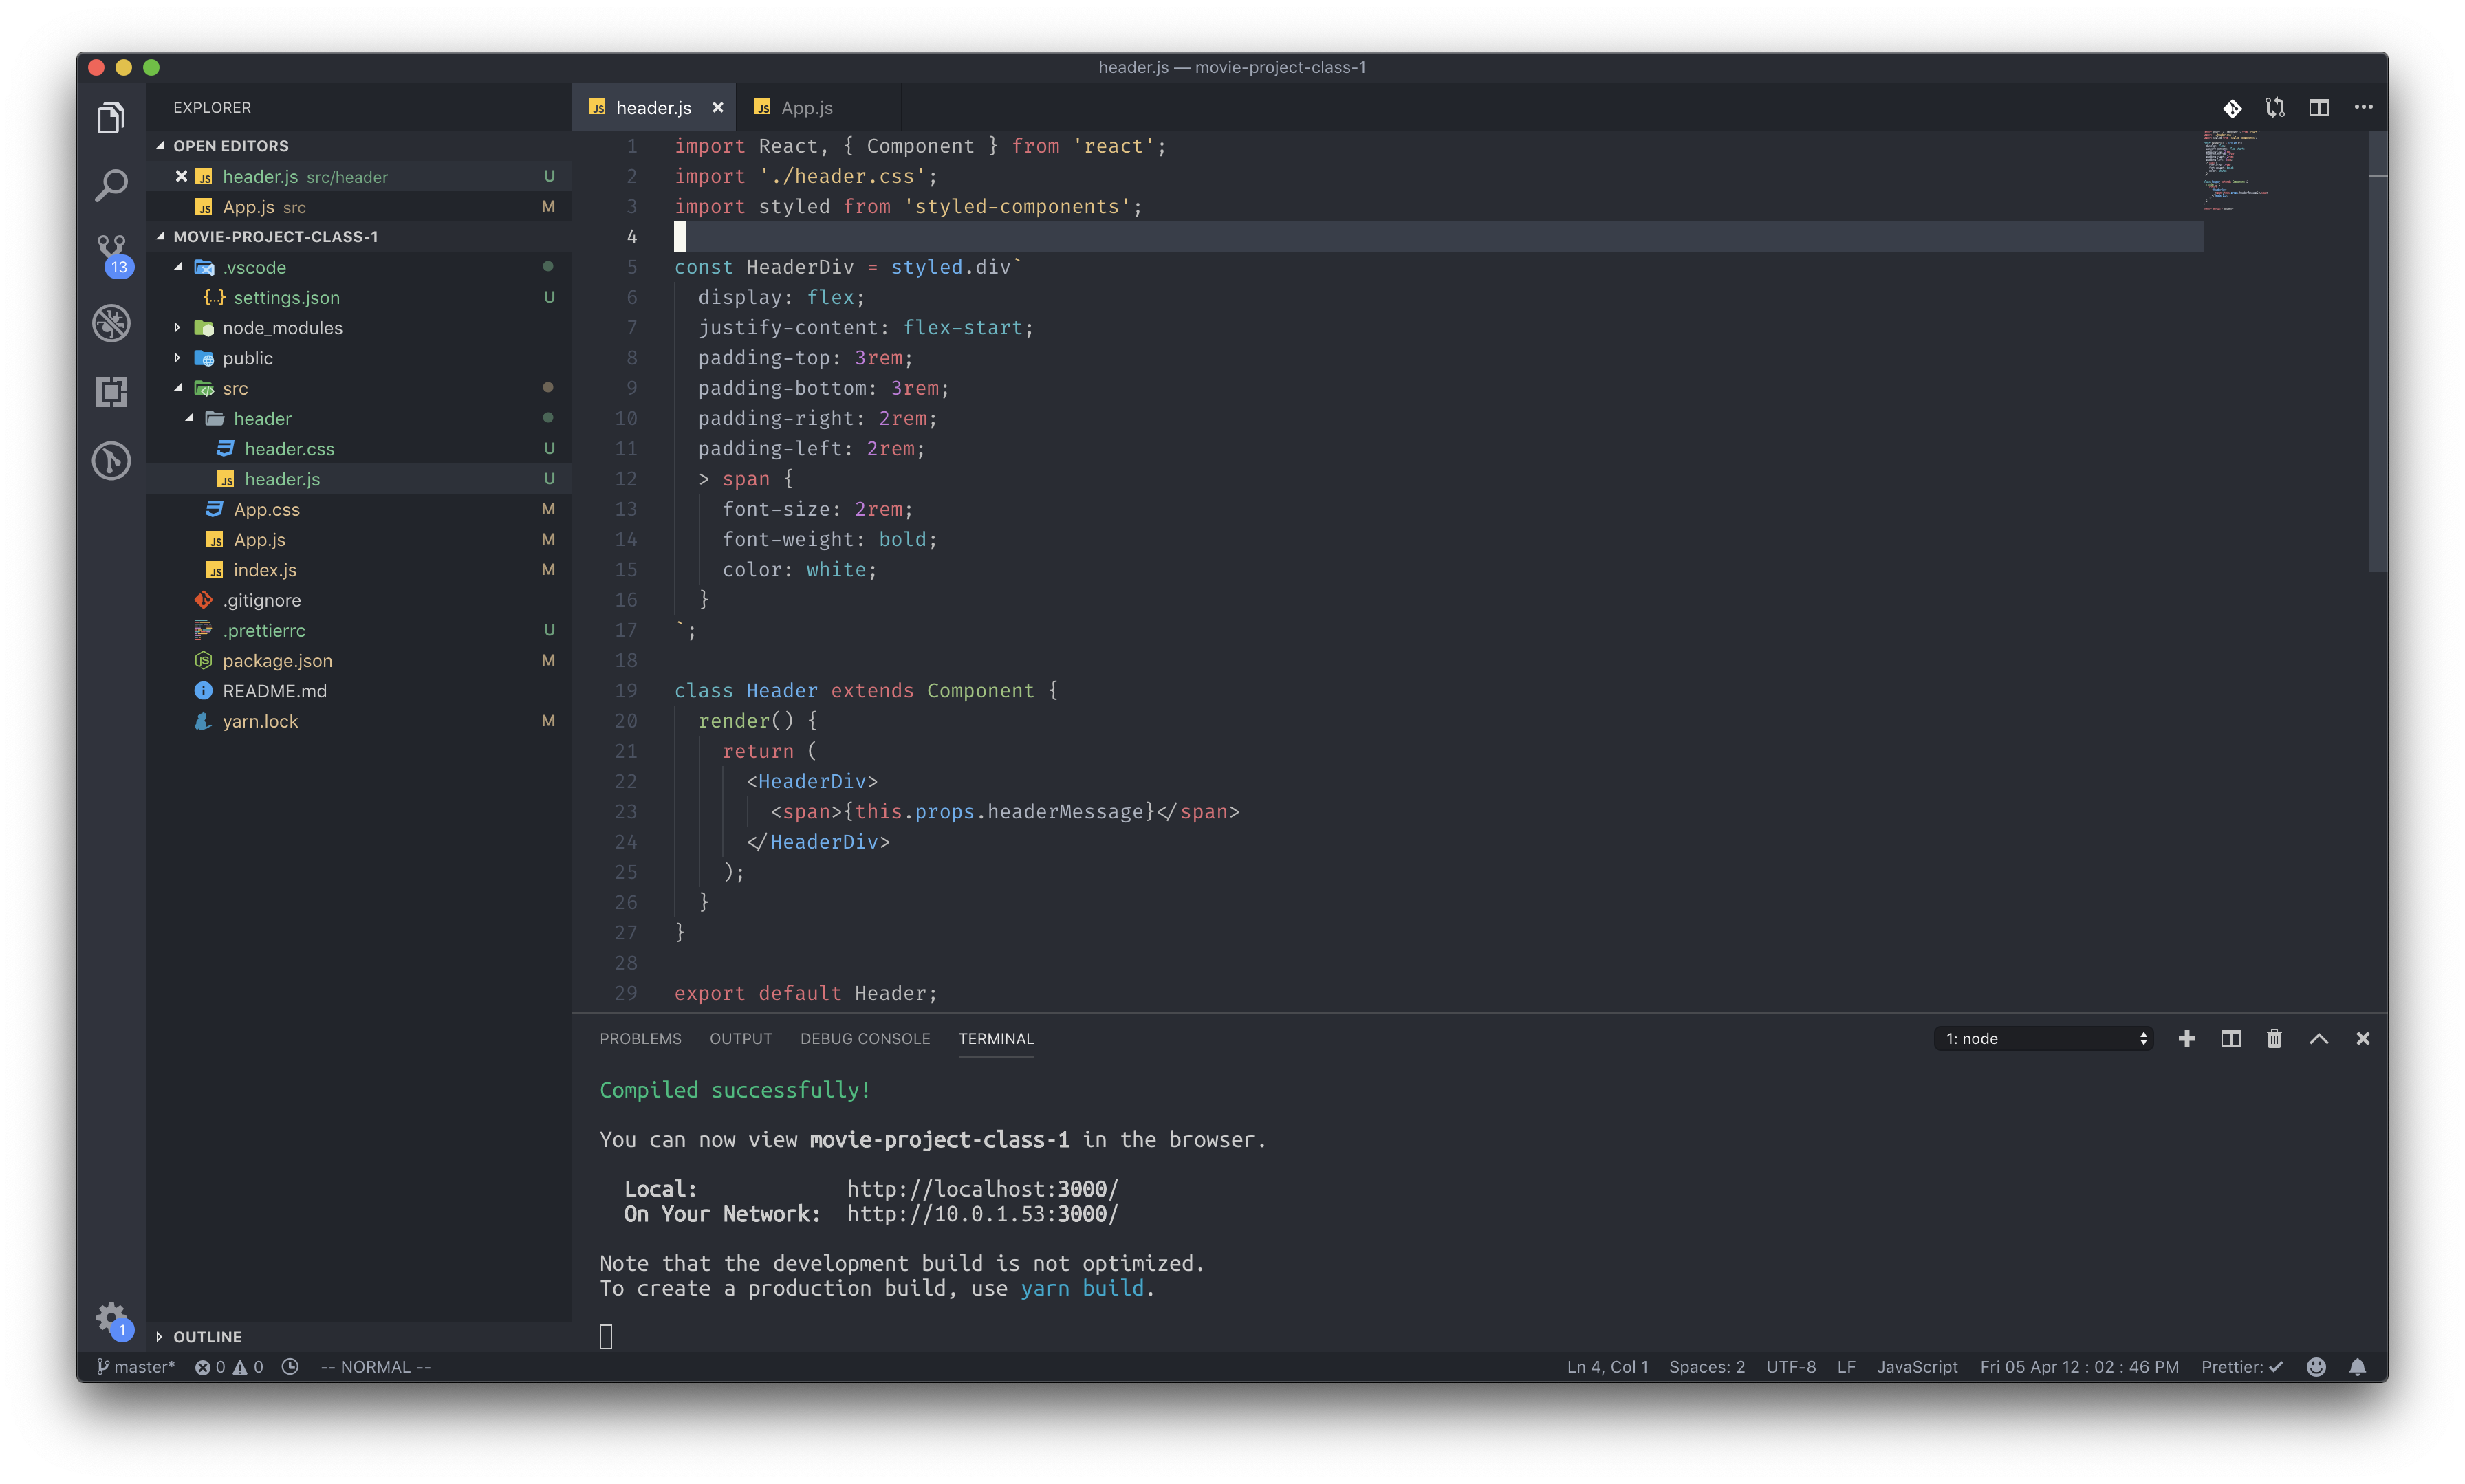 header.js — movie-project-class-1
EXPLORER
OPEN EDITORS
header.js src/header U
App.js src M
MOVIE-PROJECT-CLASS-1
.vscode
settings.json U
node_modules
public
src
header
header.css U
header.js U
App.css M
App.js M
index.js M
.gitignore
.prettierrc U
package.json M
README.md
yarn.lock M
OUTLINE
13
1
header.js App.js
1 import React, { Component } from 'react';
2 import './header.css';
3 import styled from 'styled-components';
4
5 const HeaderDiv = styled.div`
6 display: flex;
7 justify-content: flex-start;
8 padding-top: 3rem;
9 padding-bottom: 3rem;
10 padding-right: 2rem;
11 padding-left: 2rem;
12 > span {
13 font-size: 2rem;
14 font-weight: bold;
15 color: white;
16 }
17 `;
18
19 class Header extends Component {
20 render() {
21 return (
22 <HeaderDiv>
23 <span>{this.props.headerMessage}</span>
24 </HeaderDiv>
25 );
26 }
27 }
28
29 export default Header;
PROBLEMS OUTPUT DEBUG CONSOLE TERMINAL 1: node
Compiled successfully!
You can now view movie-project-class-1 in the browser.
Local: http://localhost:3000/
On Your Network: http://10.0.1.53:3000/
Note that the development build is not optimized.
To create a production build, use yarn build.
master* 0 0 -- NORMAL -- Ln 4, Col 1 Spaces: 2 UTF-8 LF JavaScript Fri 05 Apr 12 : 02 : 46 PM Prettier: ✓